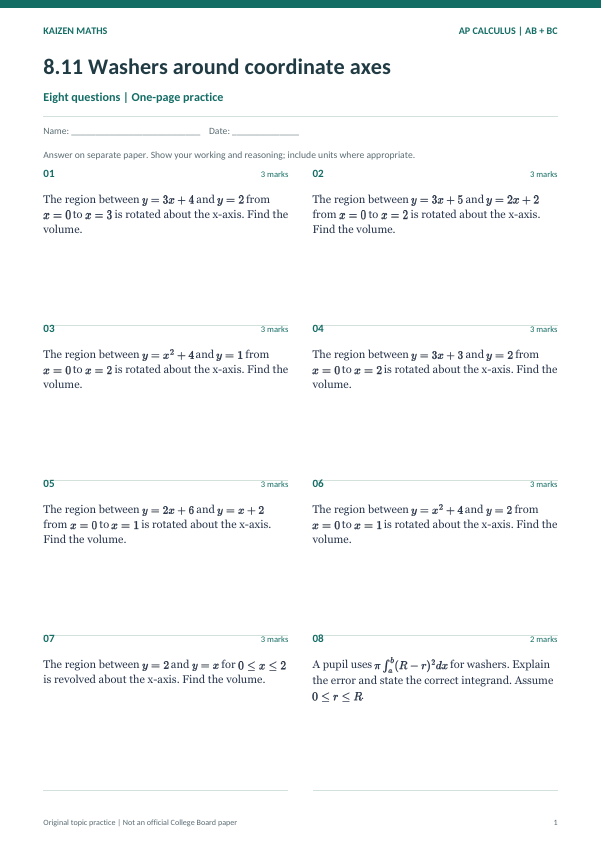 KAIZEN MATHS
AP CALCULUS | AB + BC
8.11 Washers around coordinate axes
Eight questions | One-page practice
Name: ____________________________ Date: ______________
Answer on separate paper. Show your working and reasoning; include units where appropriate.
01 3 marks
The region between y = 3x + 4 and y = 2 from
x = 0 to x = 3 is rotated about the x-axis. Find the
volume.
02 3 marks
The region between y = 3x + 5 and y = 2x + 2
from x = 0 to x = 2 is rotated about the x-axis.
Find the volume.
03 3 marks
The region between y = x² + 4 and y = 1 from
x = 0 to x = 2 is rotated about the x-axis. Find the
volume.
04 3 marks
The region between y = 3x + 3 and y = 2 from
x = 0 to x = 2 is rotated about the x-axis. Find the
volume.
05 3 marks
The region between y = 2x + 6 and y = x + 2
from x = 0 to x = 1 is rotated about the x-axis.
Find the volume.
06 3 marks
The region between y = x² + 4 and y = 2 from
x = 0 to x = 1 is rotated about the x-axis. Find the
volume.
07 3 marks
The region between y = 2 and y = x for 0 ≤ x ≤ 2
is revolved about the x-axis. Find the volume.
08 2 marks
A pupil uses π∫ₐᵇ(R − r)²dx for washers. Explain
the error and state the correct integrand. Assume
0 ≤ r ≤ R
Original topic practice | Not an official College Board paper
1